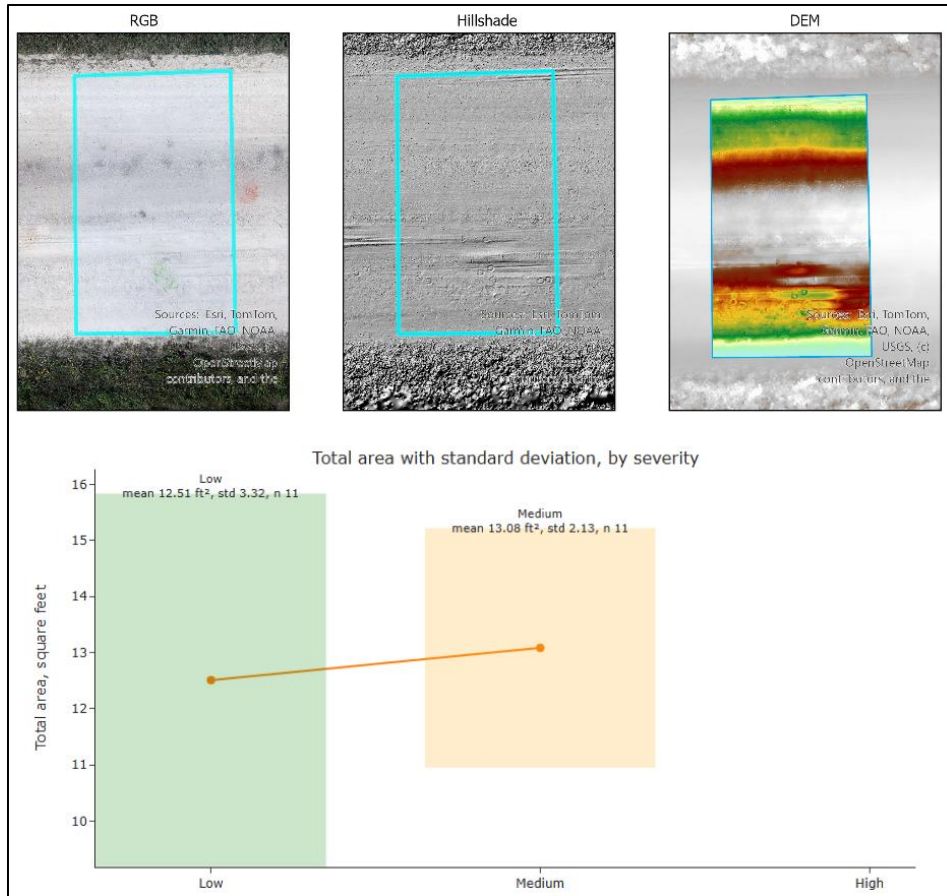 RGB
Hillshade
DEM
Sources: Esri, TomTom,
Garmin, FAO, NOAA,
OpenStreetMap
contributors, and the
Sources: Esri, TomTom,
Garmin, FAO, NOAA,
Sources: Esri, TomTom,
Garmin, FAO, NOAA,
USGS, (c)
OpenStreetMap
contributors, and the
Total area with standard deviation, by severity
Low
mean 12.51 ft², std 3.32, n 11
Medium
mean 13.08 ft², std 2.13, n 11
Total area, square feet
16
15
14
13
12
11
10
Low
Medium
High